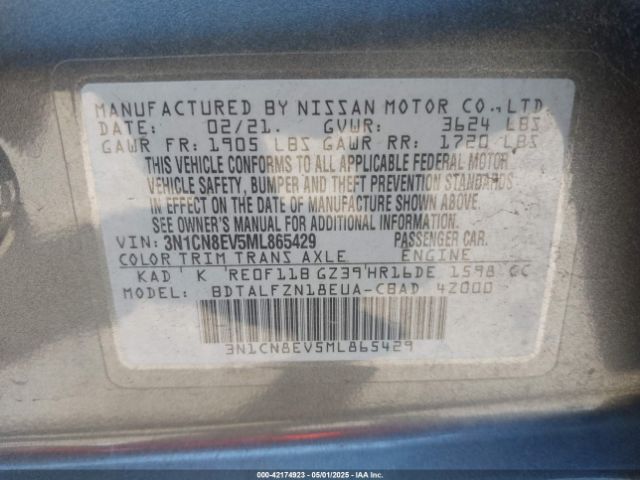 MANUFACTURED BY NISSAN MOTOR CO., LTD.
DATE: 02/21. GVWR: 3624 LBS
GAWR FR: 1905 LBS GAWR RR: 1720 LBS
THIS VEHICLE CONFORMS TO ALL APPLICABLE FEDERAL MOTOR
VEHICLE SAFETY, BUMPER AND THEFT PREVENTION STANDARDS
IN EFFECT ON THE DATE OF MANUFACTURE SHOWN ABOVE.
SEE OWNER'S MANUAL FOR ADDITIONAL INFORMATION.
VIN: 3N1CN8EV5ML865429 PASSENGER CAR.
COLOR TRIM TRANS AXLE ENGINE
KAD K RE0F11B GZ39 HR16DE 1598 CC
MODEL: BDTALFZN18EUA-CBAD 4Z000
3N1CN8EV5ML865429
000-42174923 | 05/01/2025 | IAA Inc.